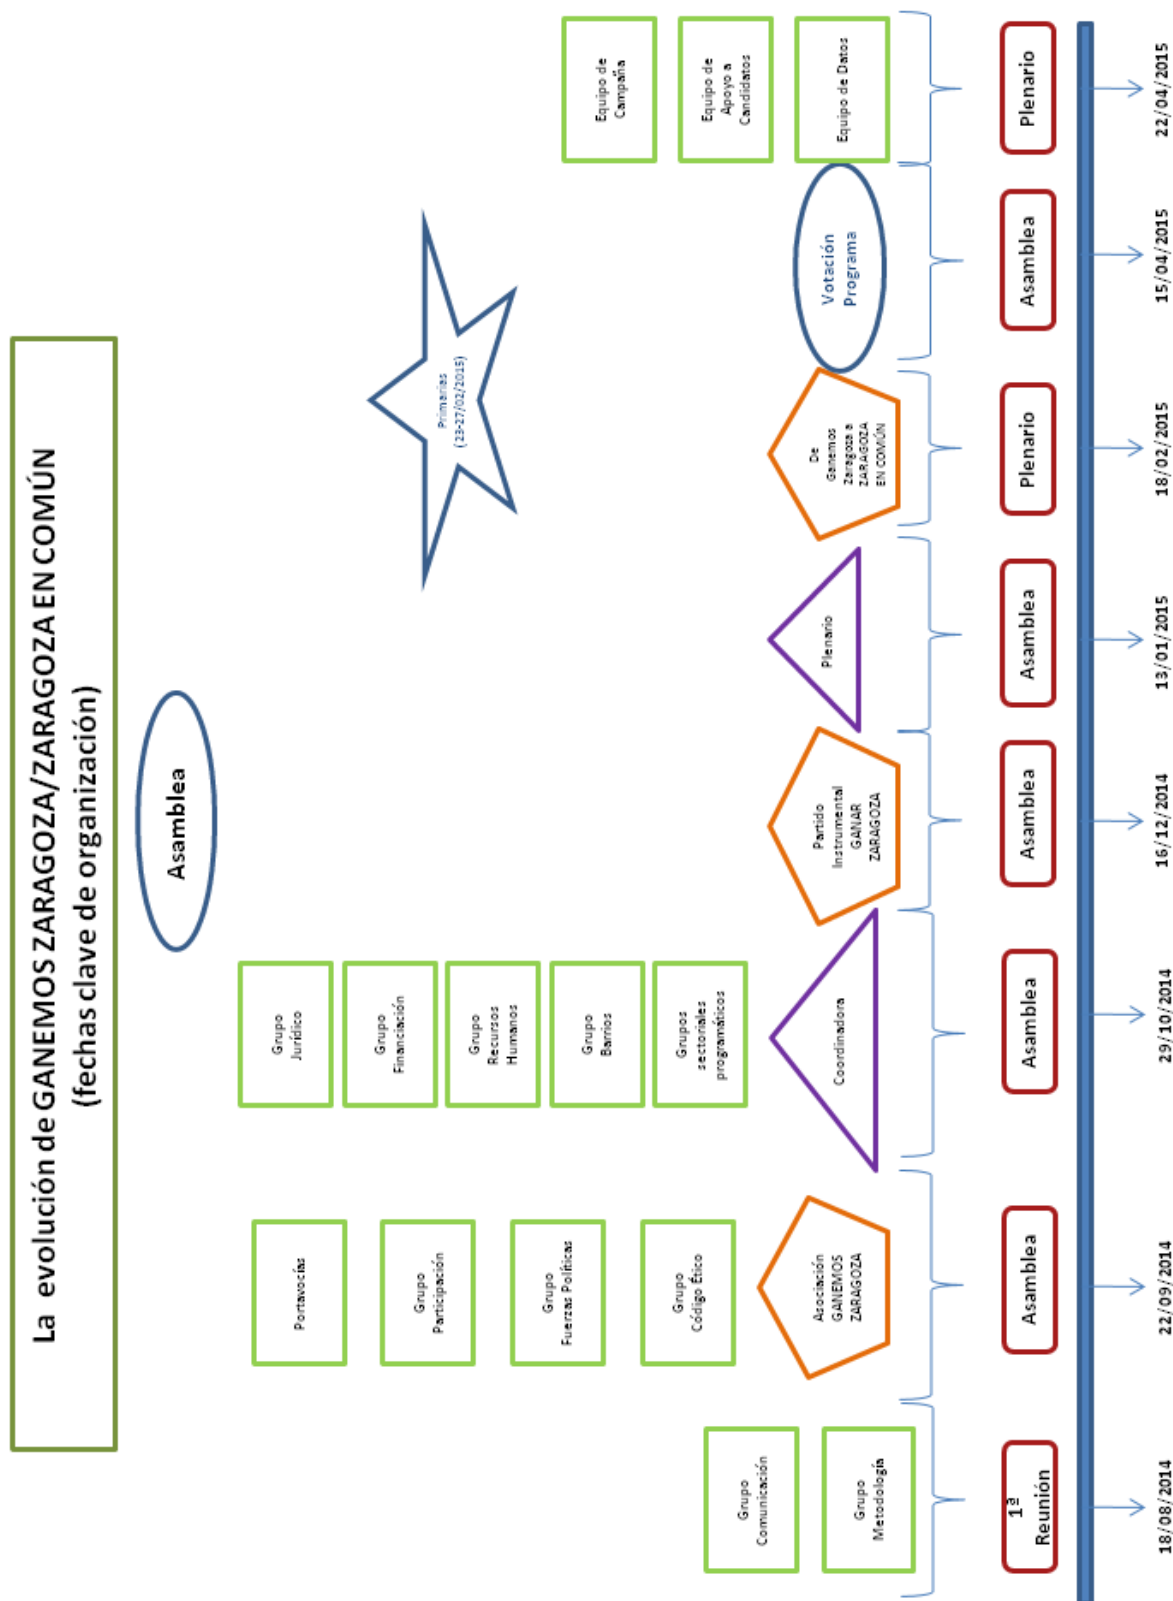 La evolución de GANEMOS ZARAGOZA/ZARAGOZA EN COMÚN
(fechas clave de organización)
Asamblea
Grupo
Comunicación
Grupo
Metodología
1ª
Reunión
18/08/2014
Portavocías
Grupo
Participación
Grupo
Fuerzas Políticas
Grupo
Código Ético
Asociación
GANEMOS
ZARAGOZA
Asamblea
22/09/2014
Grupo
Jurídico
Grupo
Financiación
Grupo
Recursos
Humanos
Grupo
Barrios
Grupos
sectoriales
programáticos
Coordinadora
Asamblea
29/10/2014
Partido
Instrumental
GANAR
ZARAGOZA
Asamblea
16/12/2014
Plenario
Asamblea
13/01/2015
Primarias
(23-27/02/2015)
De
Ganemos
Zaragoza a
ZARAGOZA
EN COMÚN
Plenario
18/02/2015
Votación
Programa
Asamblea
15/04/2015
Equipo de
Campaña
Equipo de
Apoyo a
Candidatos
Equipo de Datos
Plenario
22/04/2015